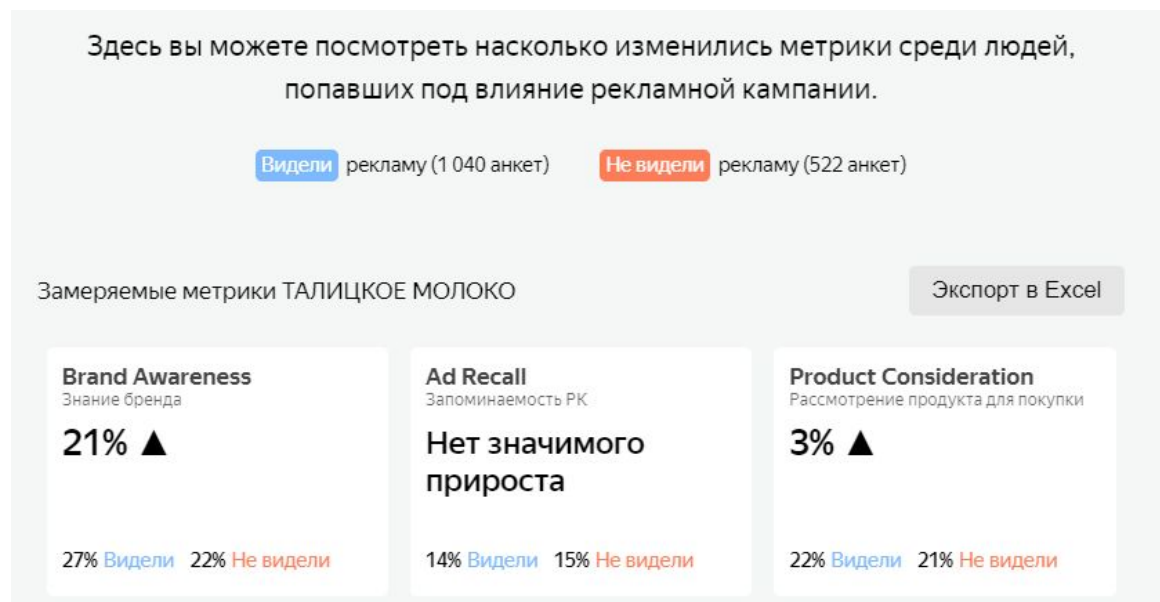 Здесь вы можете посмотреть насколько изменились метрики среди людей,
попавших под влияние рекламной кампании.
Видели рекламу (1 040 анкет) Не видели рекламу (522 анкет)
Замеряемые метрики ТАЛИЦКОЕ МОЛОКО
Экспорт в Excel
Brand Awareness
Знание бренда
21% ▲
27% Видели 22% Не видели
Ad Recall
Запоминаемость РК
Нет значимого
прироста
14% Видели 15% Не видели
Product Consideration
Рассмотрение продукта для покупки
3% ▲
22% Видели 21% Не видели